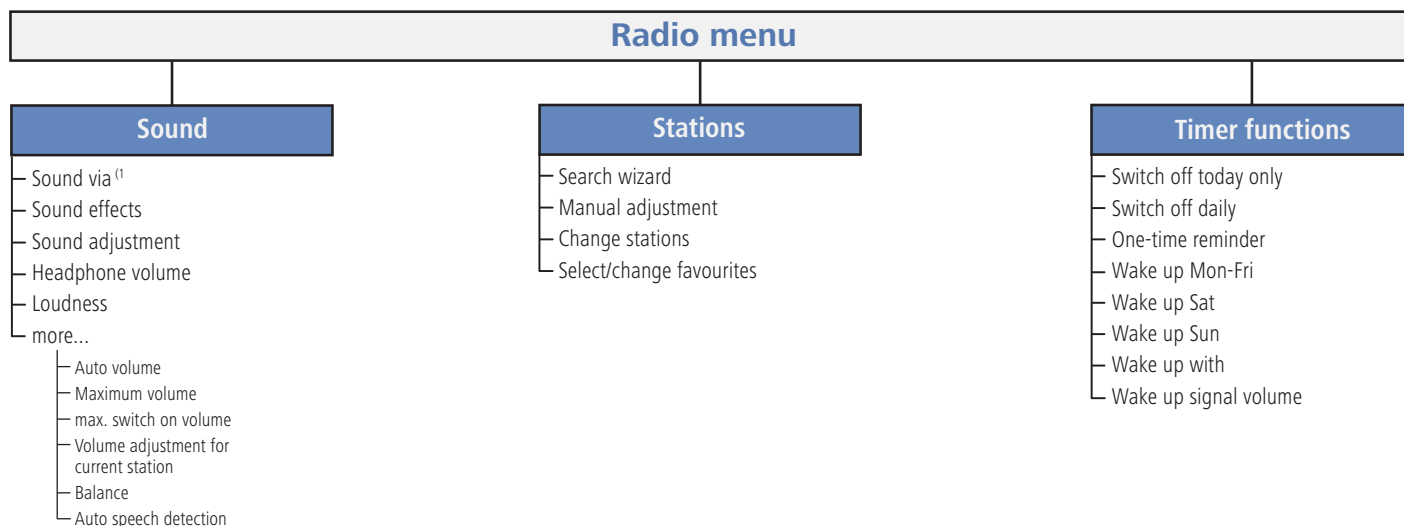 Radio menu
Sound
Sound via (1
Sound effects
Sound adjustment
Headphone volume
Loudness
more...
Auto volume
Maximum volume
max. switch on volume
Volume adjustment for
current station
Balance
Auto speech detection
Stations
Search wizard
Manual adjustment
Change stations
Select/change favourites
Timer functions
Switch off today only
Switch off daily
One-time reminder
Wake up Mon-Fri
Wake up Sat
Wake up Sun
Wake up with
Wake up signal volume